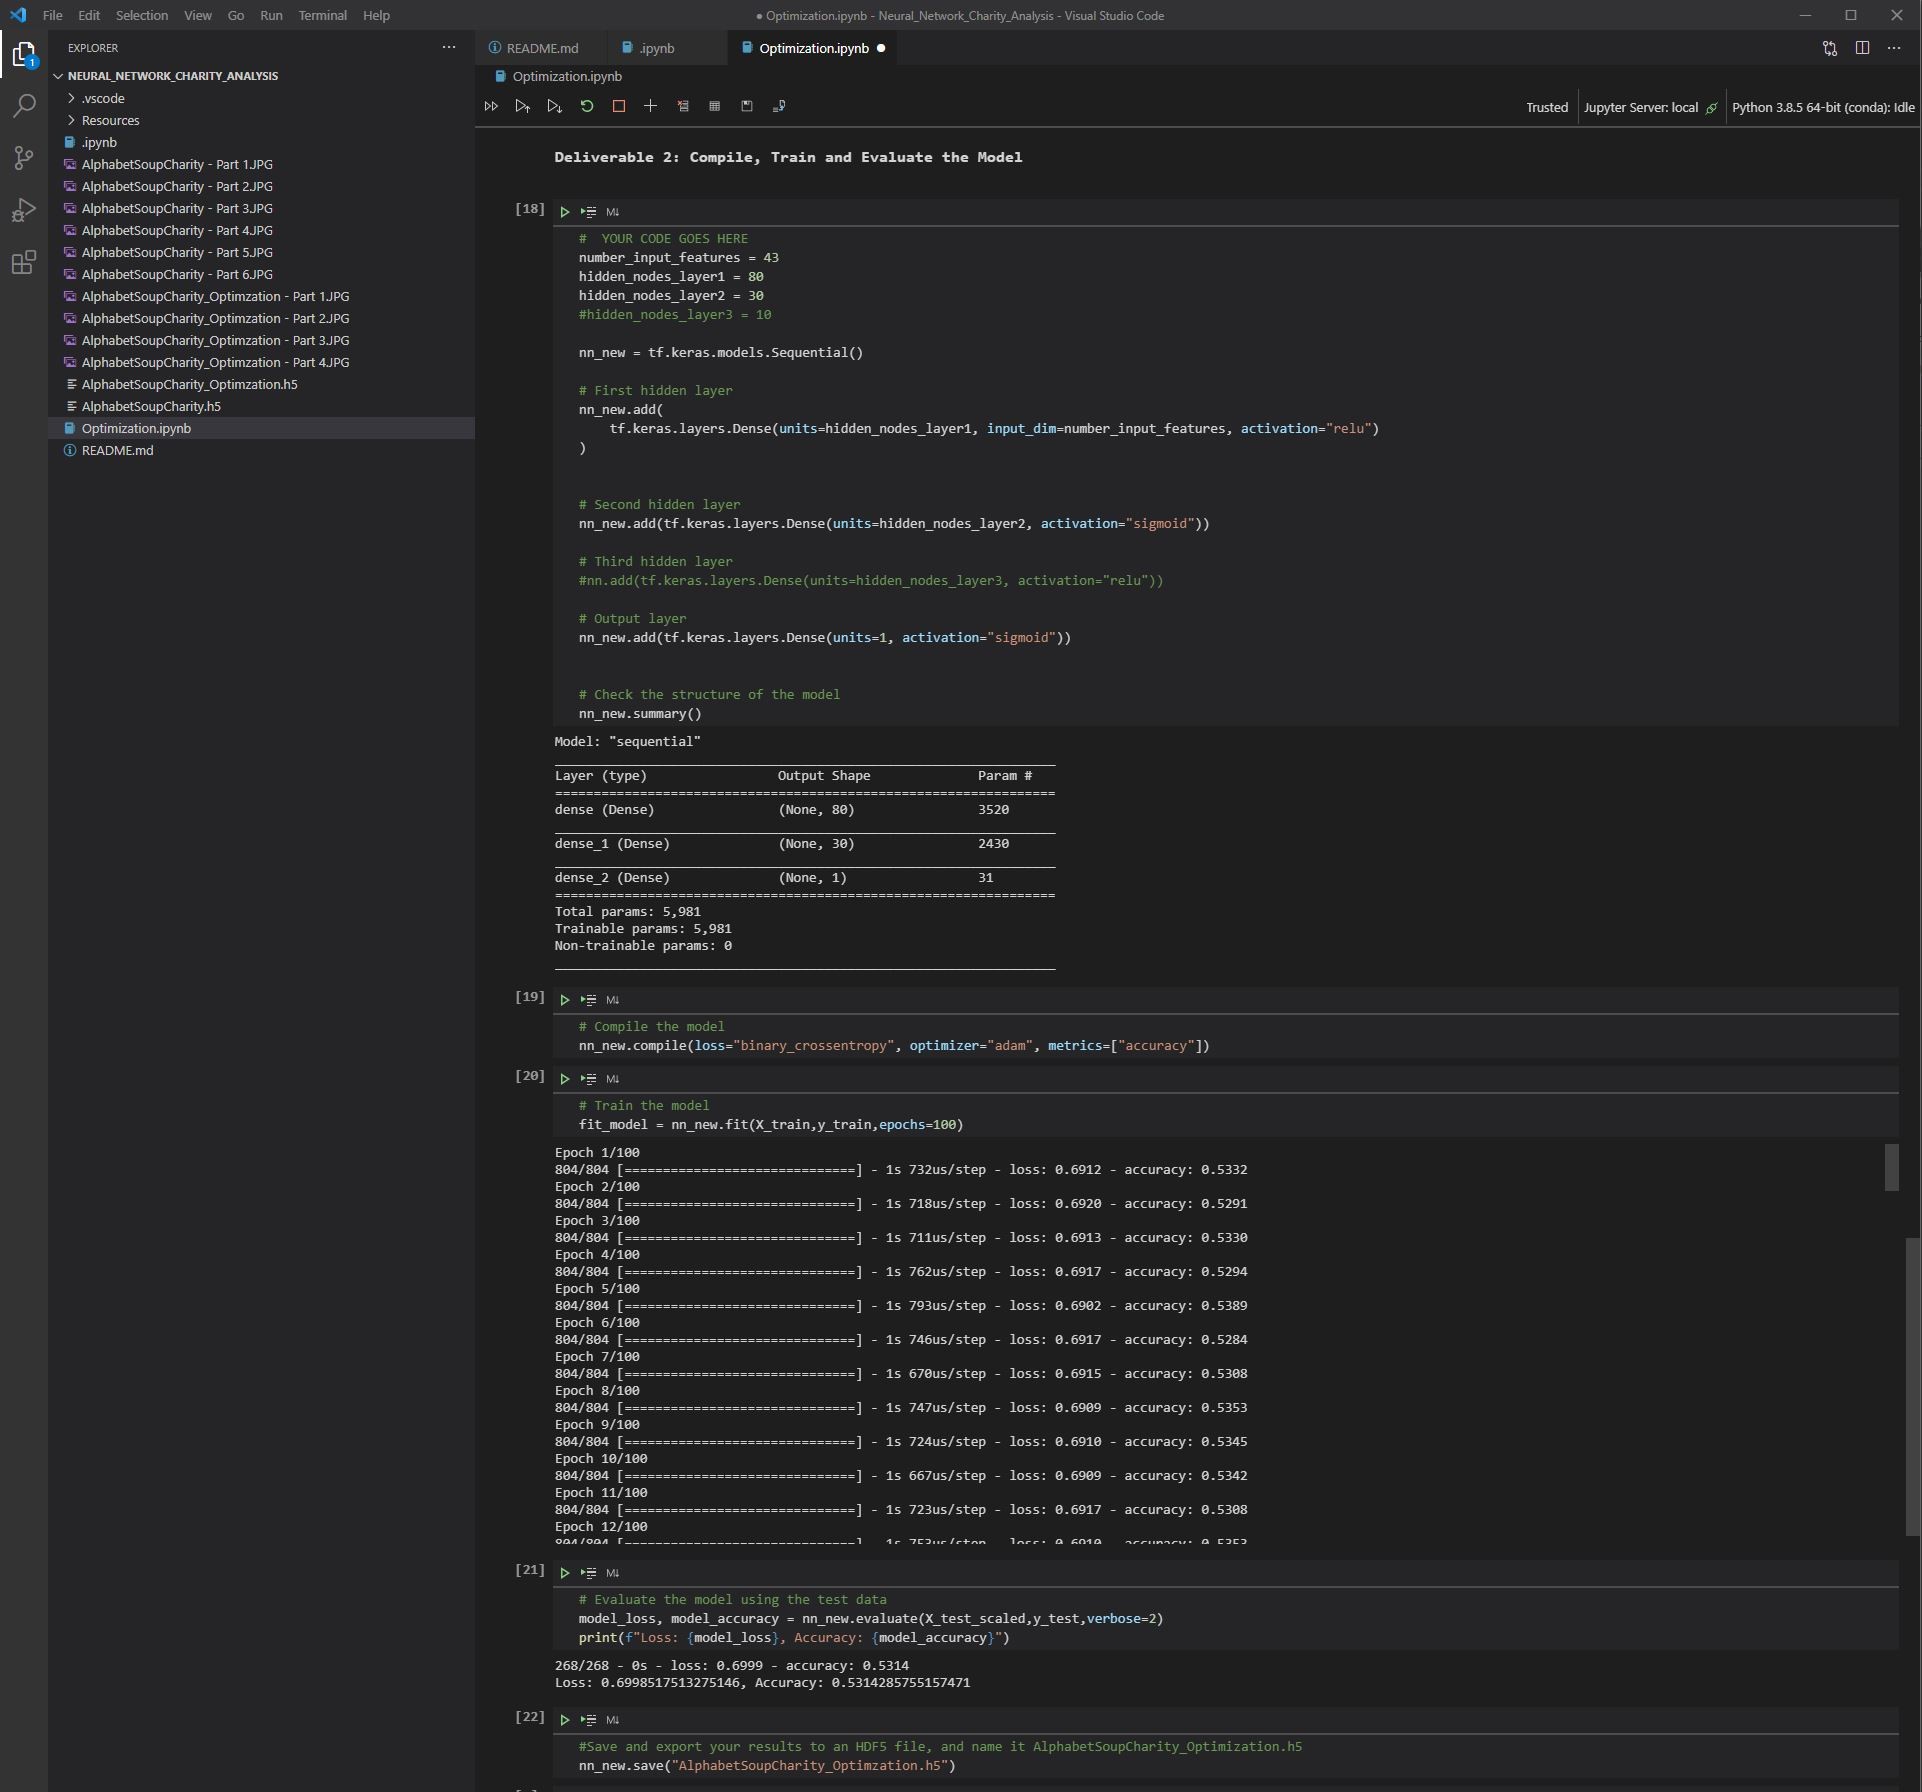 File Edit Selection View Go Run Terminal Help
● Optimization.ipynb - Neural_Network_Charity_Analysis - Visual Studio Code
EXPLORER
NEURAL_NETWORK_CHARITY_ANALYSIS
.vscode
Resources
.ipynb
AlphabetSoupCharity - Part 1.JPG
AlphabetSoupCharity - Part 2.JPG
AlphabetSoupCharity - Part 3.JPG
AlphabetSoupCharity - Part 4.JPG
AlphabetSoupCharity - Part 5.JPG
AlphabetSoupCharity - Part 6.JPG
AlphabetSoupCharity_Optimzation - Part 1.JPG
AlphabetSoupCharity_Optimzation - Part 2.JPG
AlphabetSoupCharity_Optimzation - Part 3.JPG
AlphabetSoupCharity_Optimzation - Part 4.JPG
AlphabetSoupCharity_Optimzation.h5
AlphabetSoupCharity.h5
Optimization.ipynb
README.md
1
README.md .ipynb Optimization.ipynb
Optimization.ipynb
Trusted Jupyter Server: local Python 3.8.5 64-bit (conda): Idle
Deliverable 2: Compile, Train and Evaluate the Model
[18] M↓
# YOUR CODE GOES HERE
number_input_features = 43
hidden_nodes_layer1 = 80
hidden_nodes_layer2 = 30
#hidden_nodes_layer3 = 10
nn_new = tf.keras.models.Sequential()
# First hidden layer
nn_new.add(
tf.keras.layers.Dense(units=hidden_nodes_layer1, input_dim=number_input_features, activation="relu")
)
# Second hidden layer
nn_new.add(tf.keras.layers.Dense(units=hidden_nodes_layer2, activation="sigmoid"))
# Third hidden layer
#nn.add(tf.keras.layers.Dense(units=hidden_nodes_layer3, activation="relu"))
# Output layer
nn_new.add(tf.keras.layers.Dense(units=1, activation="sigmoid"))
# Check the structure of the model
nn_new.summary()
Model: "sequential"
_________________________________________________________________
Layer (type) Output Shape Param #
=================================================================
dense (Dense) (None, 80) 3520
_________________________________________________________________
dense_1 (Dense) (None, 30) 2430
_________________________________________________________________
dense_2 (Dense) (None, 1) 31
=================================================================
Total params: 5,981
Trainable params: 5,981
Non-trainable params: 0
_________________________________________________________________
[19] M↓
# Compile the model
nn_new.compile(loss="binary_crossentropy", optimizer="adam", metrics=["accuracy"])
[20] M↓
# Train the model
fit_model = nn_new.fit(X_train,y_train,epochs=100)
Epoch 1/100
804/804 [==============================] - 1s 732us/step - loss: 0.6912 - accuracy: 0.5332
Epoch 2/100
804/804 [==============================] - 1s 718us/step - loss: 0.6920 - accuracy: 0.5291
Epoch 3/100
804/804 [==============================] - 1s 711us/step - loss: 0.6913 - accuracy: 0.5330
Epoch 4/100
804/804 [==============================] - 1s 762us/step - loss: 0.6917 - accuracy: 0.5294
Epoch 5/100
804/804 [==============================] - 1s 793us/step - loss: 0.6902 - accuracy: 0.5389
Epoch 6/100
804/804 [==============================] - 1s 746us/step - loss: 0.6917 - accuracy: 0.5284
Epoch 7/100
804/804 [==============================] - 1s 670us/step - loss: 0.6915 - accuracy: 0.5308
Epoch 8/100
804/804 [==============================] - 1s 747us/step - loss: 0.6909 - accuracy: 0.5353
Epoch 9/100
804/804 [==============================] - 1s 724us/step - loss: 0.6910 - accuracy: 0.5345
Epoch 10/100
804/804 [==============================] - 1s 667us/step - loss: 0.6909 - accuracy: 0.5342
Epoch 11/100
804/804 [==============================] - 1s 723us/step - loss: 0.6917 - accuracy: 0.5308
Epoch 12/100
804/804 [==============================] - 1s 753us/step - loss: 0.6910 - accuracy: 0.5353
[21] M↓
# Evaluate the model using the test data
model_loss, model_accuracy = nn_new.evaluate(X_test_scaled,y_test,verbose=2)
print(f"Loss: {model_loss}, Accuracy: {model_accuracy}")
268/268 - 0s - loss: 0.6999 - accuracy: 0.5314
Loss: 0.6998517513275146, Accuracy: 0.5314285755157471
[22] M↓
#Save and export your results to an HDF5 file, and name it AlphabetSoupCharity_Optimization.h5
nn_new.save("AlphabetSoupCharity_Optimzation.h5")